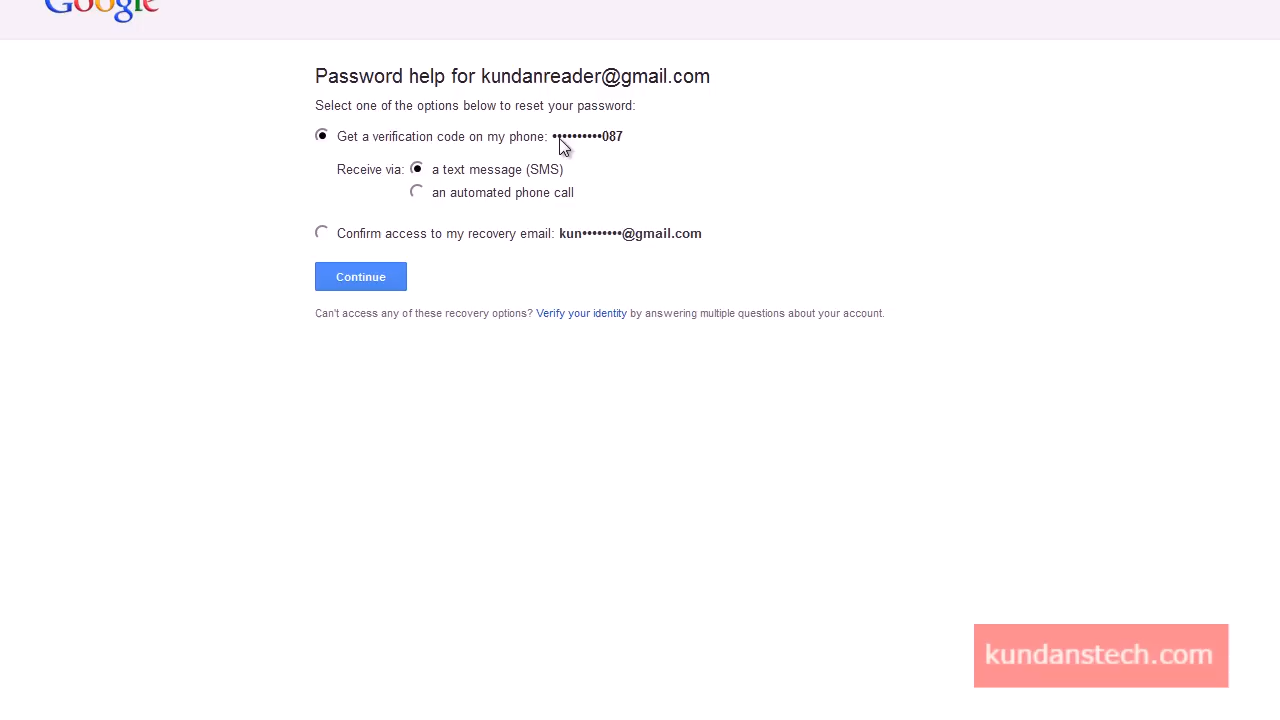 Google
Password help for kundanreader@gmail.com
Select one of the options below to reset your password:
Get a verification code on my phone: ••••••••••087
Receive via: a text message (SMS)
an automated phone call
Confirm access to my recovery email: kun••••••••@gmail.com
Continue
Can't access any of these recovery options? Verify your identity by answering multiple questions about your account.
kundanstech.com